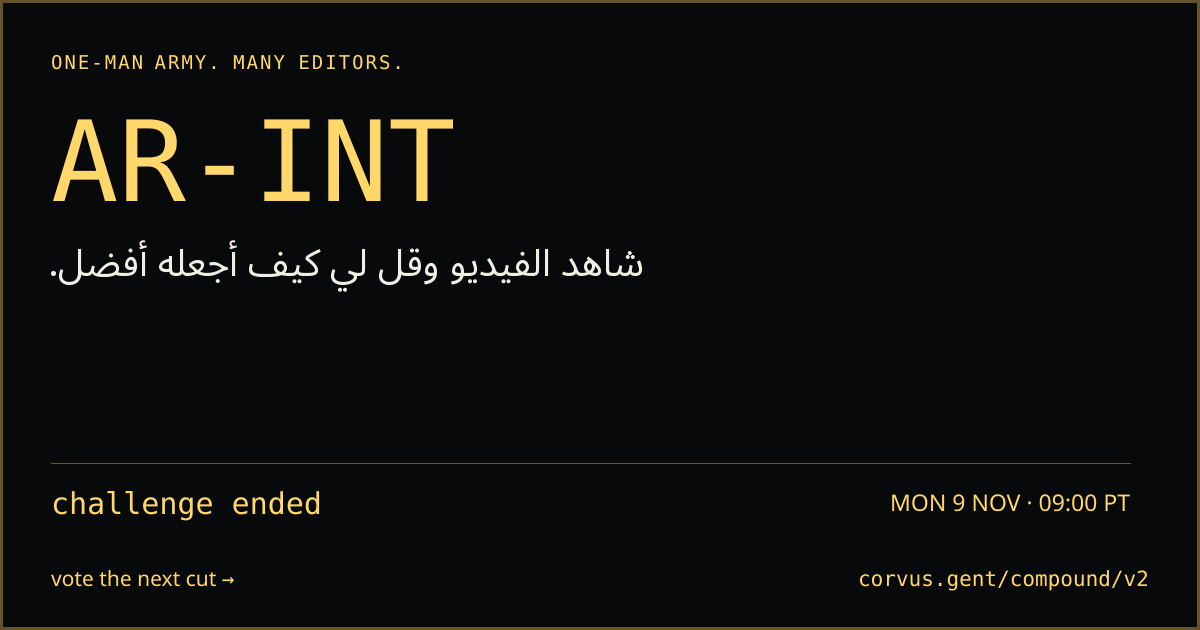 ONE-MAN ARMY. MANY EDITORS.
AR-INT
شاهد الفيديو وقل لي كيف أجعله أفضل.
challenge ended
MON 9 NOV · 09:00 PT
vote the next cut →
corvus.gent/compound/v2